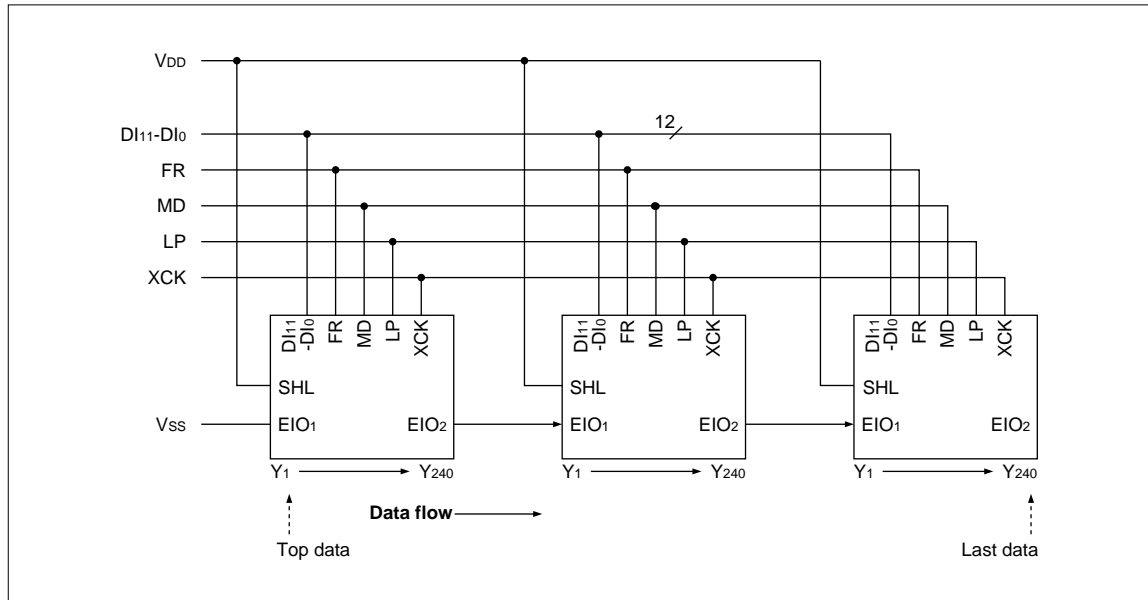 VDD
DI11-DI0
12
FR
MD
LP
XCK
DI11
-DI0
FR
MD
LP
XCK
DI11
-DI0
FR
MD
LP
XCK
DI11
-DI0
FR
MD
LP
XCK
SHL
SHL
SHL
VSS
EIO1
EIO2
EIO1
EIO2
EIO1
EIO2
Y1
Y240
Y1
Y240
Y1
Y240
Data flow
Top data
Last data